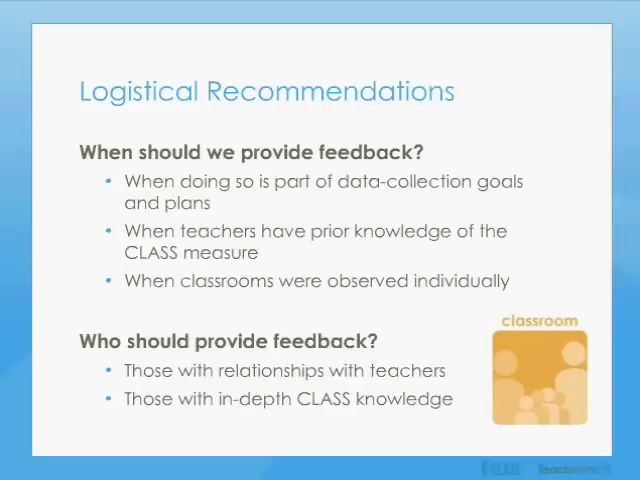 Logistical Recommendations
When should we provide feedback?
• When doing so is part of data-collection goals
and plans
• When teachers have prior knowledge of the
CLASS measure
• When classrooms were observed individually
Who should provide feedback?
classroom
• Those with relationships with teachers
• Those with in-depth CLASS knowledge
CLASS